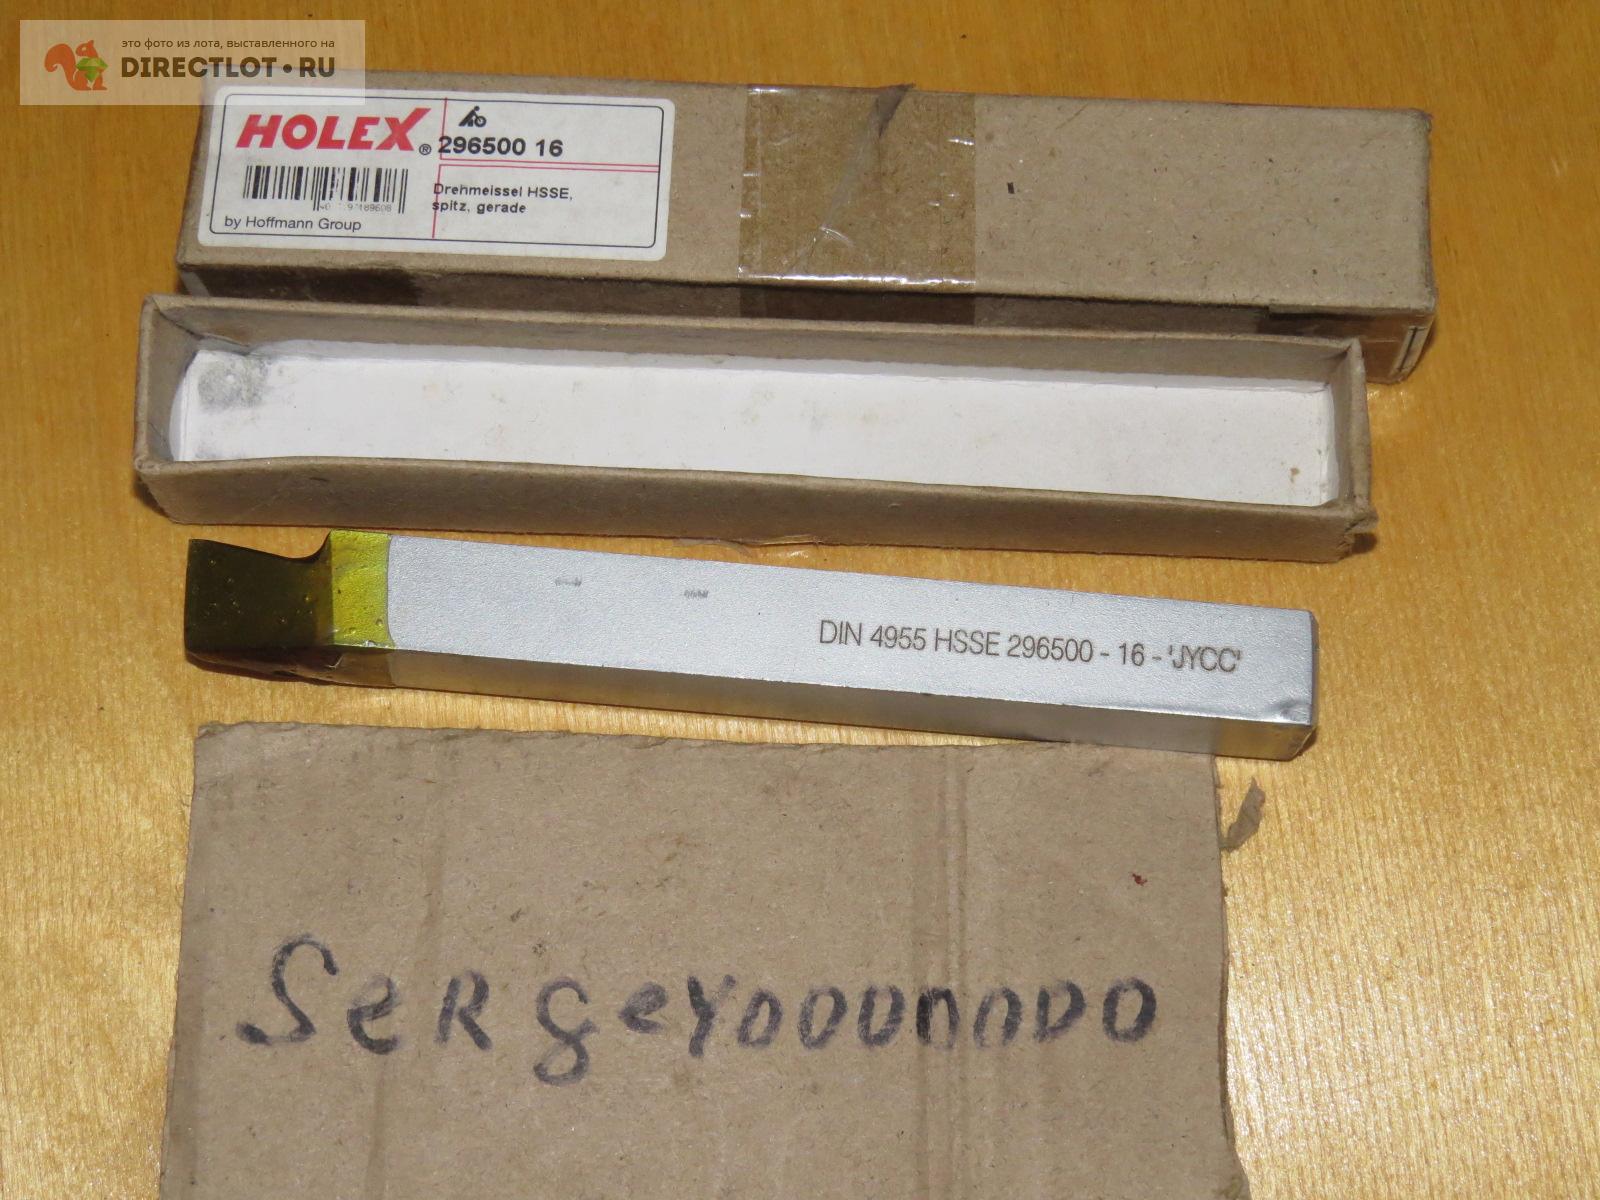 это фото из лота, выставленного на
DIRECTLOT•RU
HOLEX®
296500 16
Drehmeissel HSSE,
spitz, gerade
by Hoffmann Group
DIN 4955 HSSE 296500 - 16 - 'JYCC'